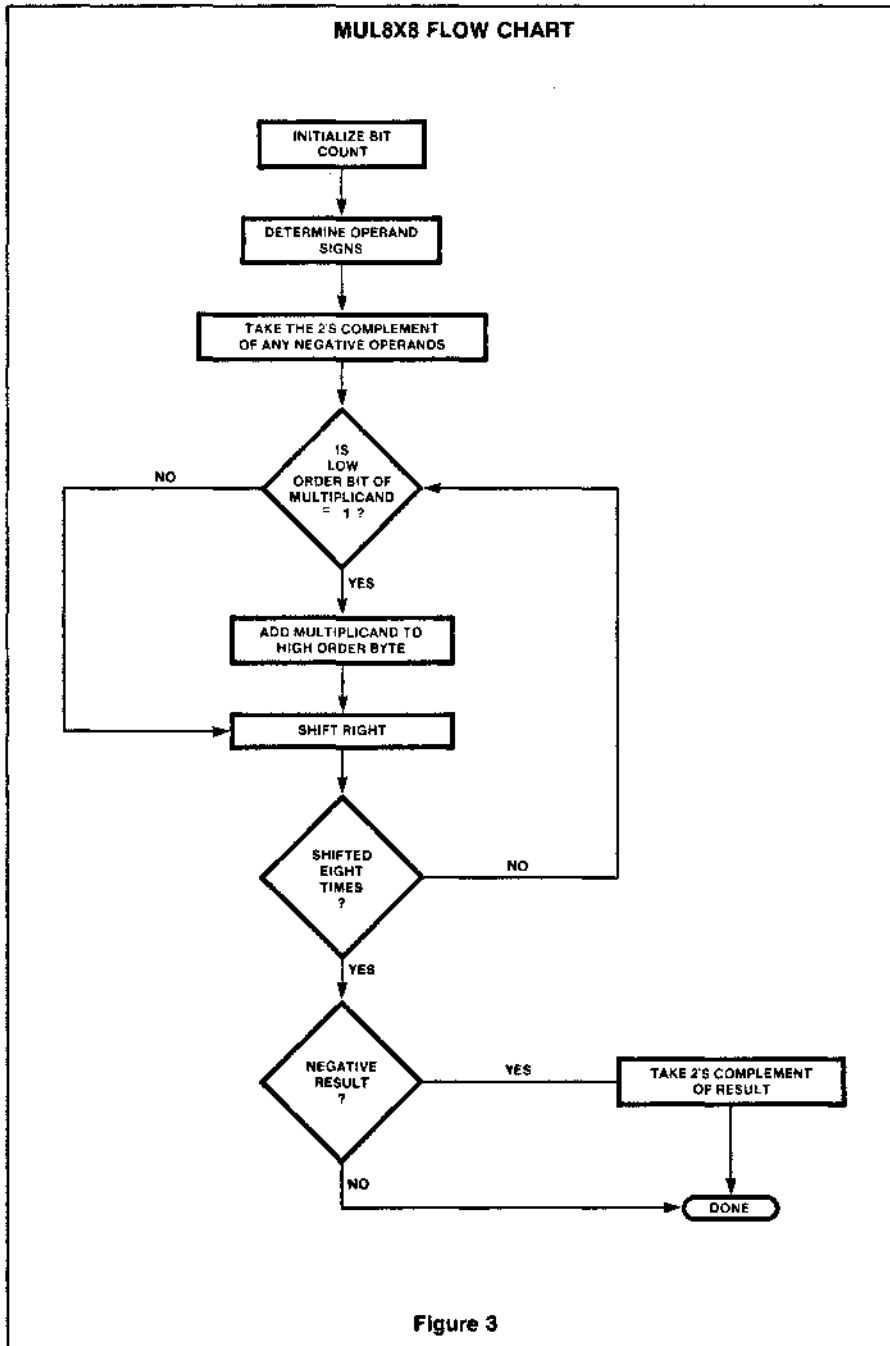 MUL8X8 FLOW CHART
INITIALIZE BIT
COUNT
DETERMINE OPERAND
SIGNS
TAKE THE 2'S COMPLEMENT
OF ANY NEGATIVE OPERANDS
IS
LOW
ORDER BIT OF
MULTIPLICAND
= 1 ?
NO
YES
ADD MULTIPLICAND TO
HIGH ORDER BYTE
SHIFT RIGHT
SHIFTED
EIGHT
TIMES
?
NO
YES
NEGATIVE
RESULT
?
YES
TAKE 2'S COMPLEMENT
OF RESULT
NO
DONE
Figure 3